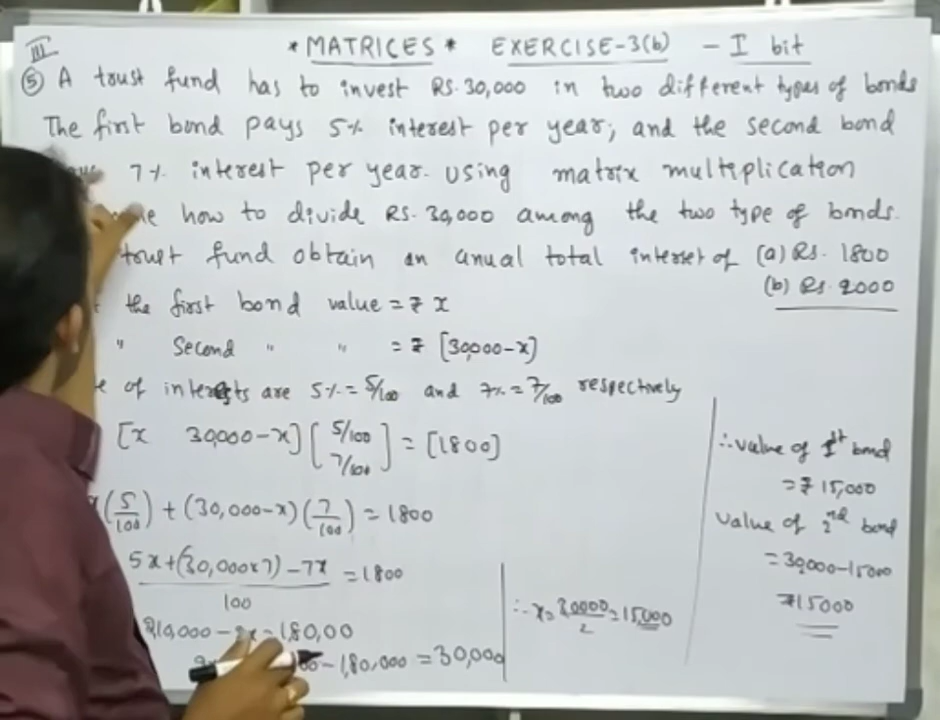 III * MATRICES * EXERCISE-3(b) - I bit
⑤ A trust fund has to invest Rs. 30,000 in two different types of bonds
The first bond pays 5% interest per year, and the second bond
7% interest per year. Using matrix multiplication
how to divide Rs. 30,000 among the two type of bonds.
trust fund obtain an anual total interest of (a) Rs. 1800
(b) Rs. 2000
the first bond value = ₹ x
" Second " " = ₹ [30,000-x]
of interests are 5% = 5/100 and 7% = 7/100 respectively
[x 30,000-x] [5/100 7/100] = [1800]
(5/100) + (30,000-x) (7/100) = 1800
5x+(30,000x7) - 7x / 100 = 1800
210,000 - 2x = 180,00
- 1,80,000 = 30,000
∴ x = 30000/2 = 15,000
∴ value of 1st bond
= ₹ 15,000
value of 2nd bond
= 30,000-15000
₹15000